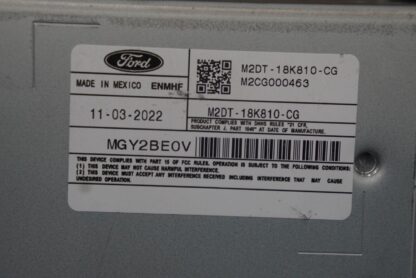 Ford
M2DT-18K810-CG
M2CG000463
MADE IN MEXICO ENMHF
11-03-2022
M2DT-18K810-CG
PRODUCT COMPLIES WITH DHHS RULES "21 CFR,
SUBCHAPTER J, PART 1040" AT DATE OF MANUFACTURE.
MGY2BE0V
THIS DEVICE COMPLIES WITH PART 15 OF FCC RULES. OPERATION IS SUBJECT TO THE FOLLOWING CONDITIONS:
(1) THIS DEVICE MAY NOT CAUSE HARMFUL INTERFERENCE.
(2) THIS DEVICE MUST ACCEPT ANY INTERFERENCE RECEIVED INCLUDING INTERFERENCE THAT MAY CAUSE
UNDESIRED OPERATION.